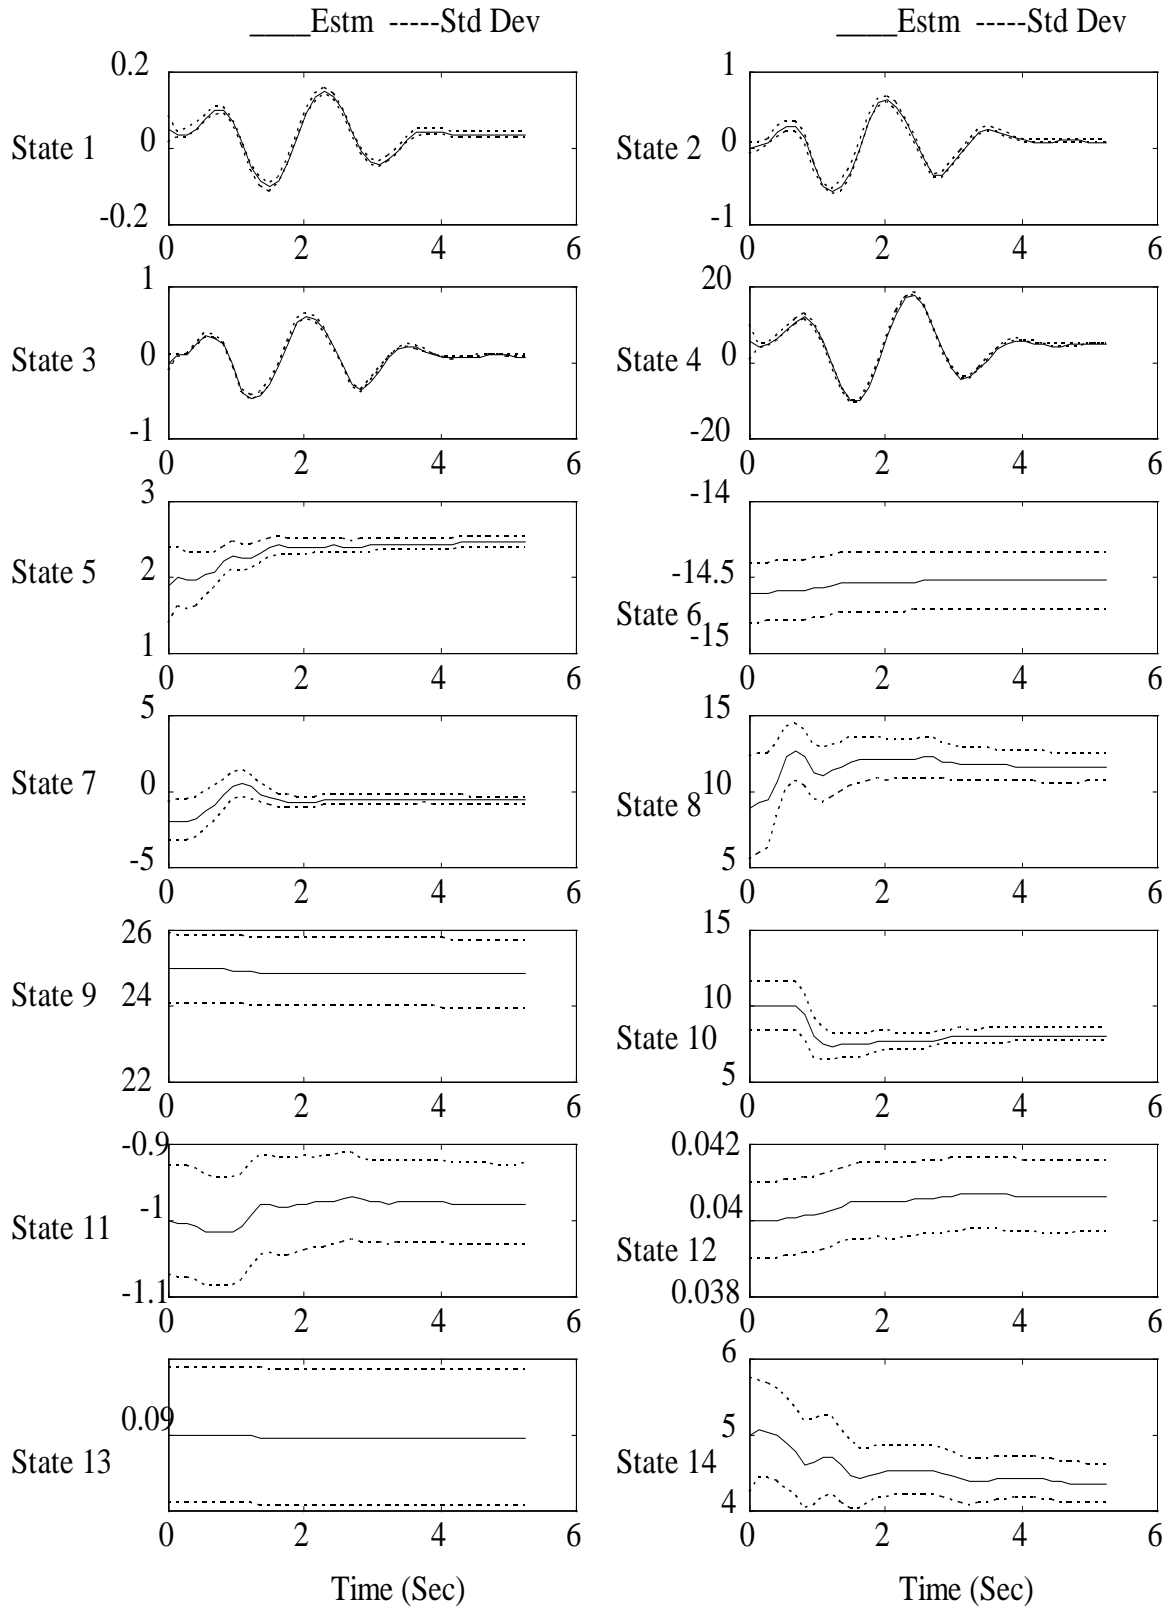 ____Estm -----Std Dev
____Estm -----Std Dev
0.2
State 1
0
-0.2
0 2 4 6
1
State 2
0
-1
0 2 4 6
1
State 3
0
-1
0 2 4 6
20
State 4
0
-20
0 2 4 6
3
State 5
2
1
0 2 4 6
-14
-14.5
State 6
-15
0 2 4 6
5
State 7
0
-5
0 2 4 6
15
10
State 8
5
0 2 4 6
26
State 9
24
22
0 2 4 6
15
10
State 10
5
0 2 4 6
-0.9
-1
State 11
-1.1
0 2 4 6
0.042
0.04
State 12
0.038
0 2 4 6
0.09
State 13
0 2 4 6
Time (Sec)
6
5
State 14
4
0 2 4 6
Time (Sec)